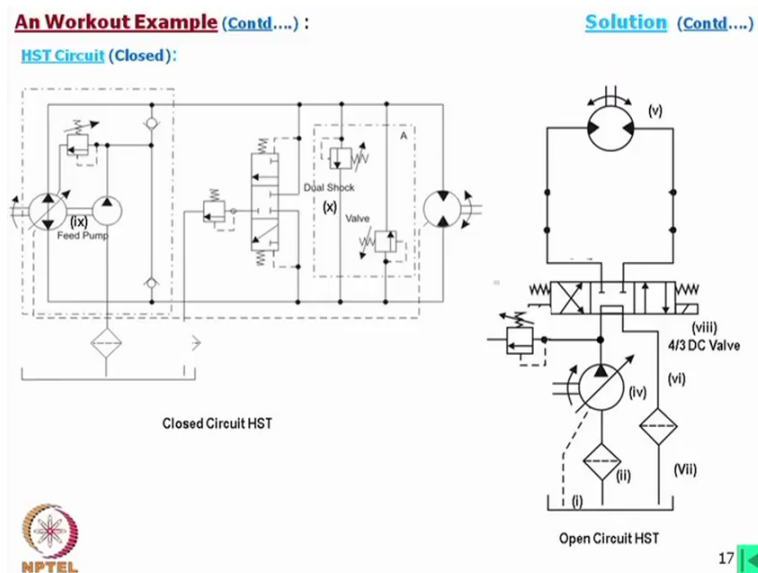 An Workout Example (Contd....) :
Solution (Contd....)
HST Circuit (Closed):
A
Dual Shock
(x)
Valve
(ix)
Feed Pump
Closed Circuit HST
(v)
(viii)
4/3 DC Valve
(iv)
(vi)
(ii)
(Vii)
(i)
Open Circuit HST
NPTEL
17